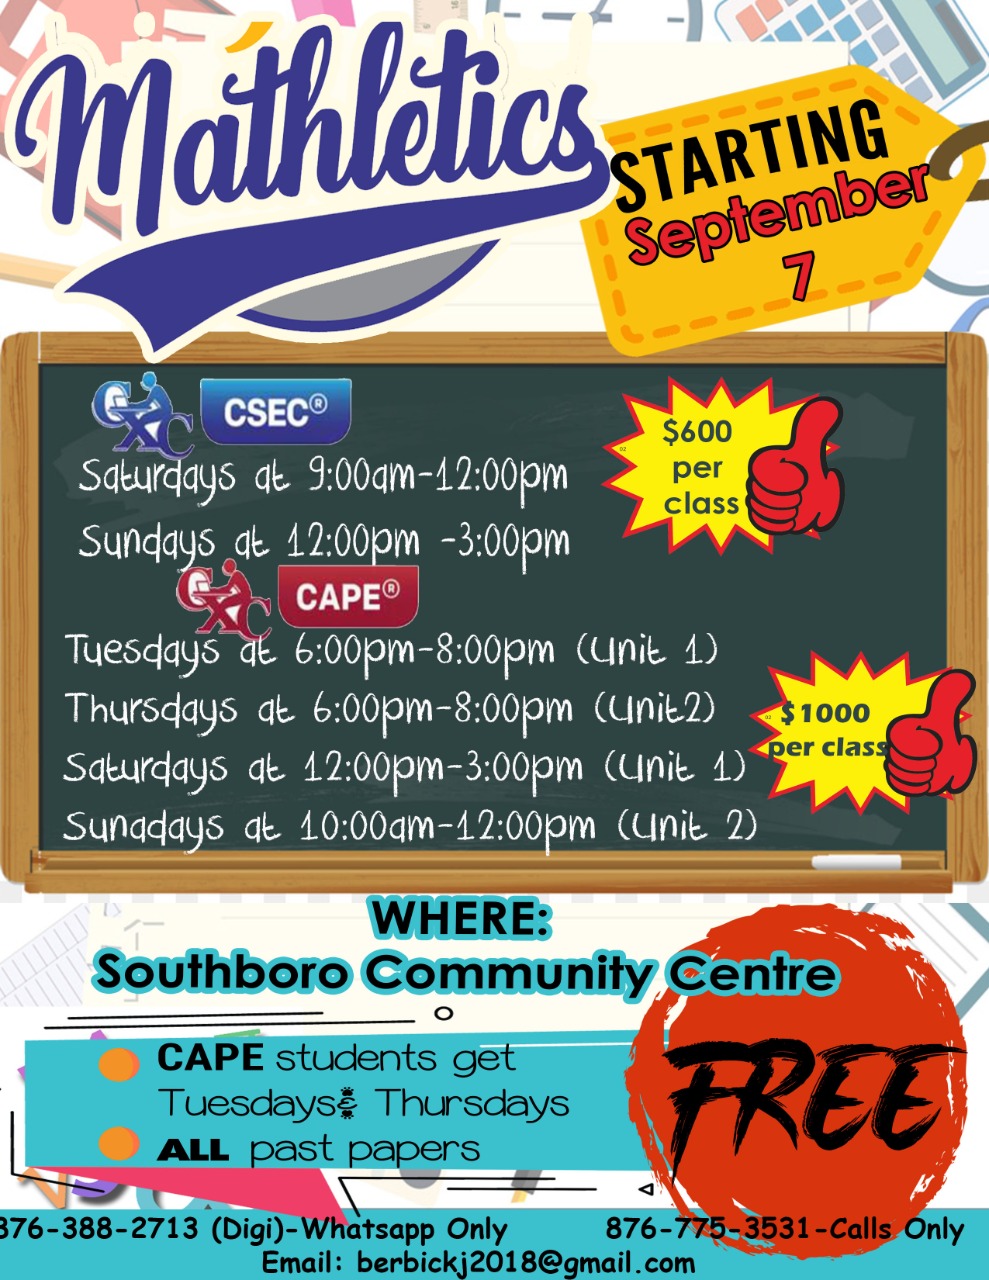 Mathletics
STARTING
September
7
CXC CSEC®
$600
per
class
Saturdays at 9:00am-12:00pm
Sundays at 12:00pm -3:00pm
CXC CAPE®
Tuesdays at 6:00pm-8:00pm (Unit 1)
Thursdays at 6:00pm-8:00pm (Unit2)
$1000
per class
Saturdays at 12:00pm-3:00pm (Unit 1)
Sunadays at 10:00am-12:00pm (Unit 2)
WHERE:
Southboro Community Centre
CAPE students get
Tuesdays& Thursdays
ALL past papers
FREE
876-388-2713 (Digi)-Whatsapp Only
876-775-3531-Calls Only
Email: berbickj2018@gmail.com